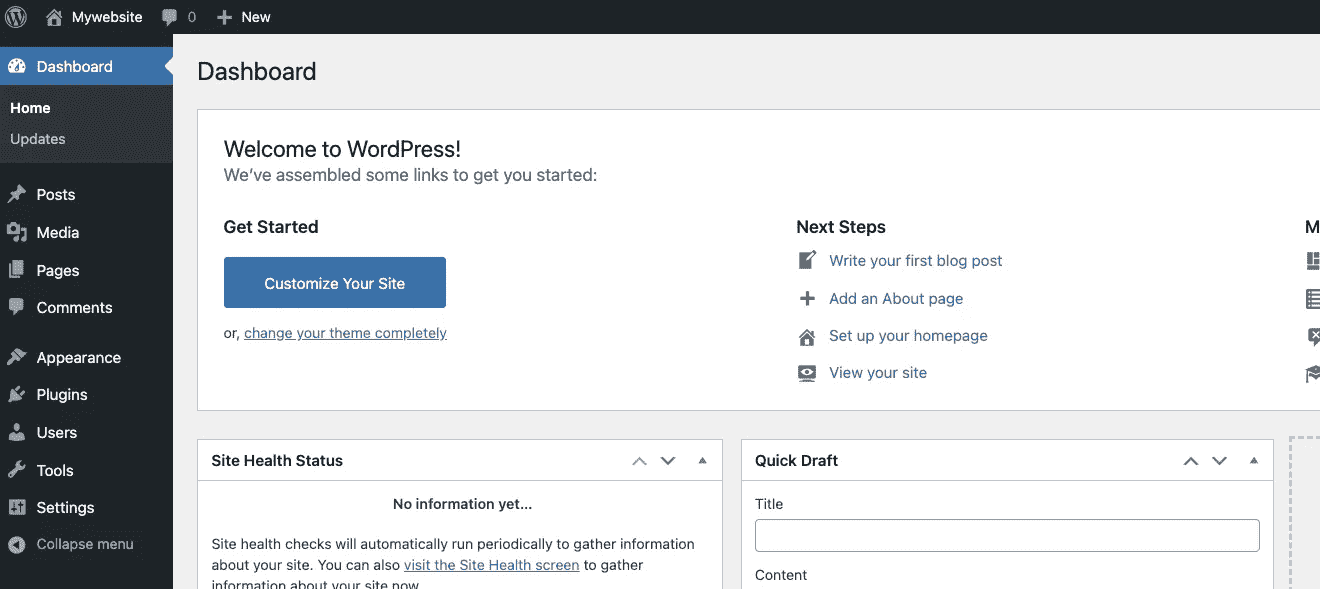 Mywebsite 0 New
Dashboard
Home
Updates
Posts
Media
Pages
Comments
Appearance
Plugins
Users
Tools
Settings
Collapse menu
Dashboard
Welcome to WordPress!
We've assembled some links to get you started:
Get Started
Customize Your Site
or, change your theme completely
Next Steps
Write your first blog post
Add an About page
Set up your homepage
View your site
M
Site Health Status
No information yet...
Site health checks will automatically run periodically to gather information
about your site. You can also visit the Site Health screen to gather
information about your site now.
Quick Draft
Title
Content